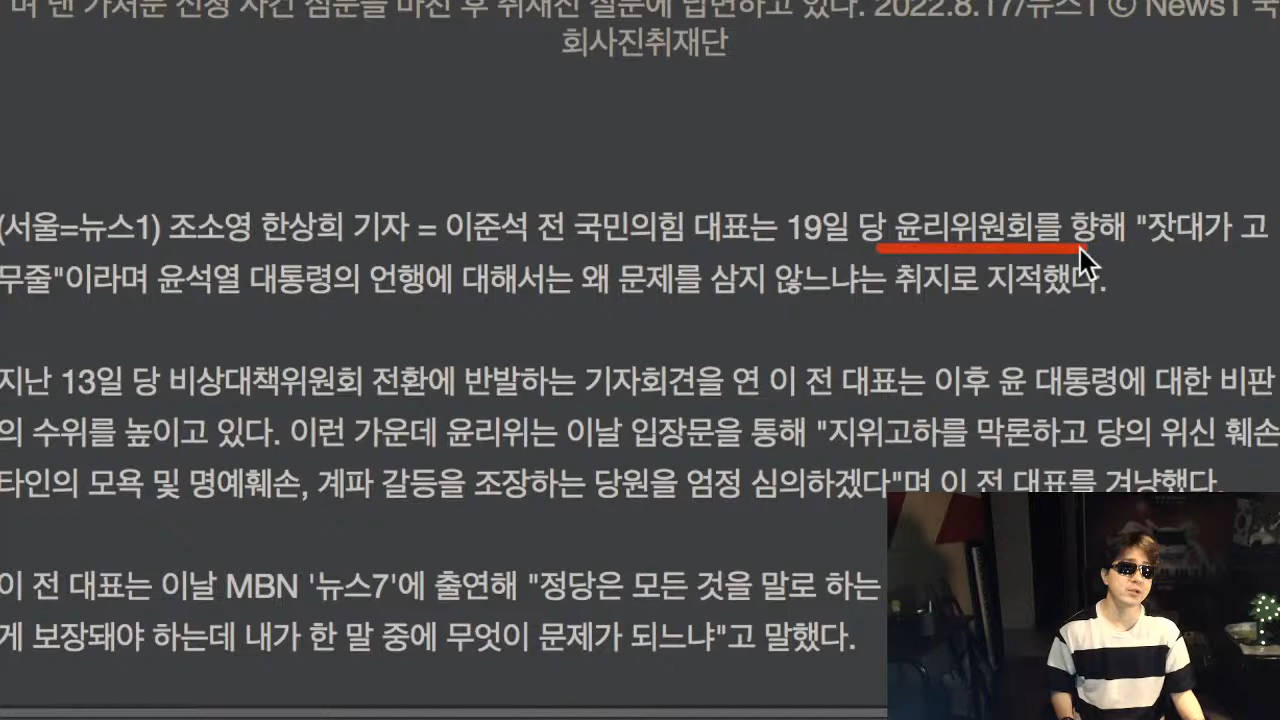 며 낸 가처분 신청 사건 심문을 마친 후 취재진 질문에 답변하고 있다. 2022.8.17/뉴스1 © News1 국
회사진취재단
(서울=뉴스1) 조소영 한상희 기자 = 이준석 전 국민의힘 대표는 19일 당 윤리위원회를 향해 "잣대가 고
무줄"이라며 윤석열 대통령의 언행에 대해서는 왜 문제를 삼지 않느냐는 취지로 지적했다.
지난 13일 당 비상대책위원회 전환에 반발하는 기자회견을 연 이 전 대표는 이후 윤 대통령에 대한 비판
의 수위를 높이고 있다. 이런 가운데 윤리위는 이날 입장문을 통해 "지위고하를 막론하고 당의 위신 훼손
타인의 모욕 및 명예훼손, 계파 갈등을 조장하는 당원을 엄정 심의하겠다"며 이 전 대표를 겨냥했다.
이 전 대표는 이날 MBN '뉴스7'에 출연해 "정당은 모든 것을 말로 하는
게 보장돼야 하는데 내가 한 말 중에 무엇이 문제가 되느냐"고 말했다.